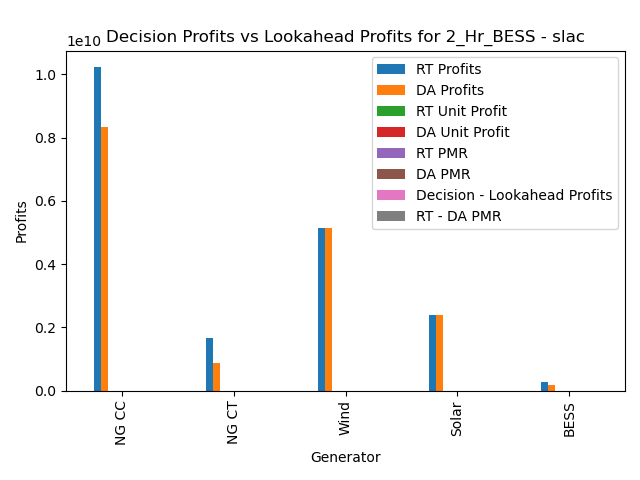 Decision Profits vs Lookahead Profits for 2_Hr_BESS - slac
1e10
RT Profits
DA Profits
RT Unit Profit
DA Unit Profit
RT PMR
DA PMR
Decision - Lookahead Profits
RT - DA PMR
Profits
1.0
0.8
0.6
0.4
0.2
0.0
NG CC
NG CT
Wind
Solar
BESS
Generator